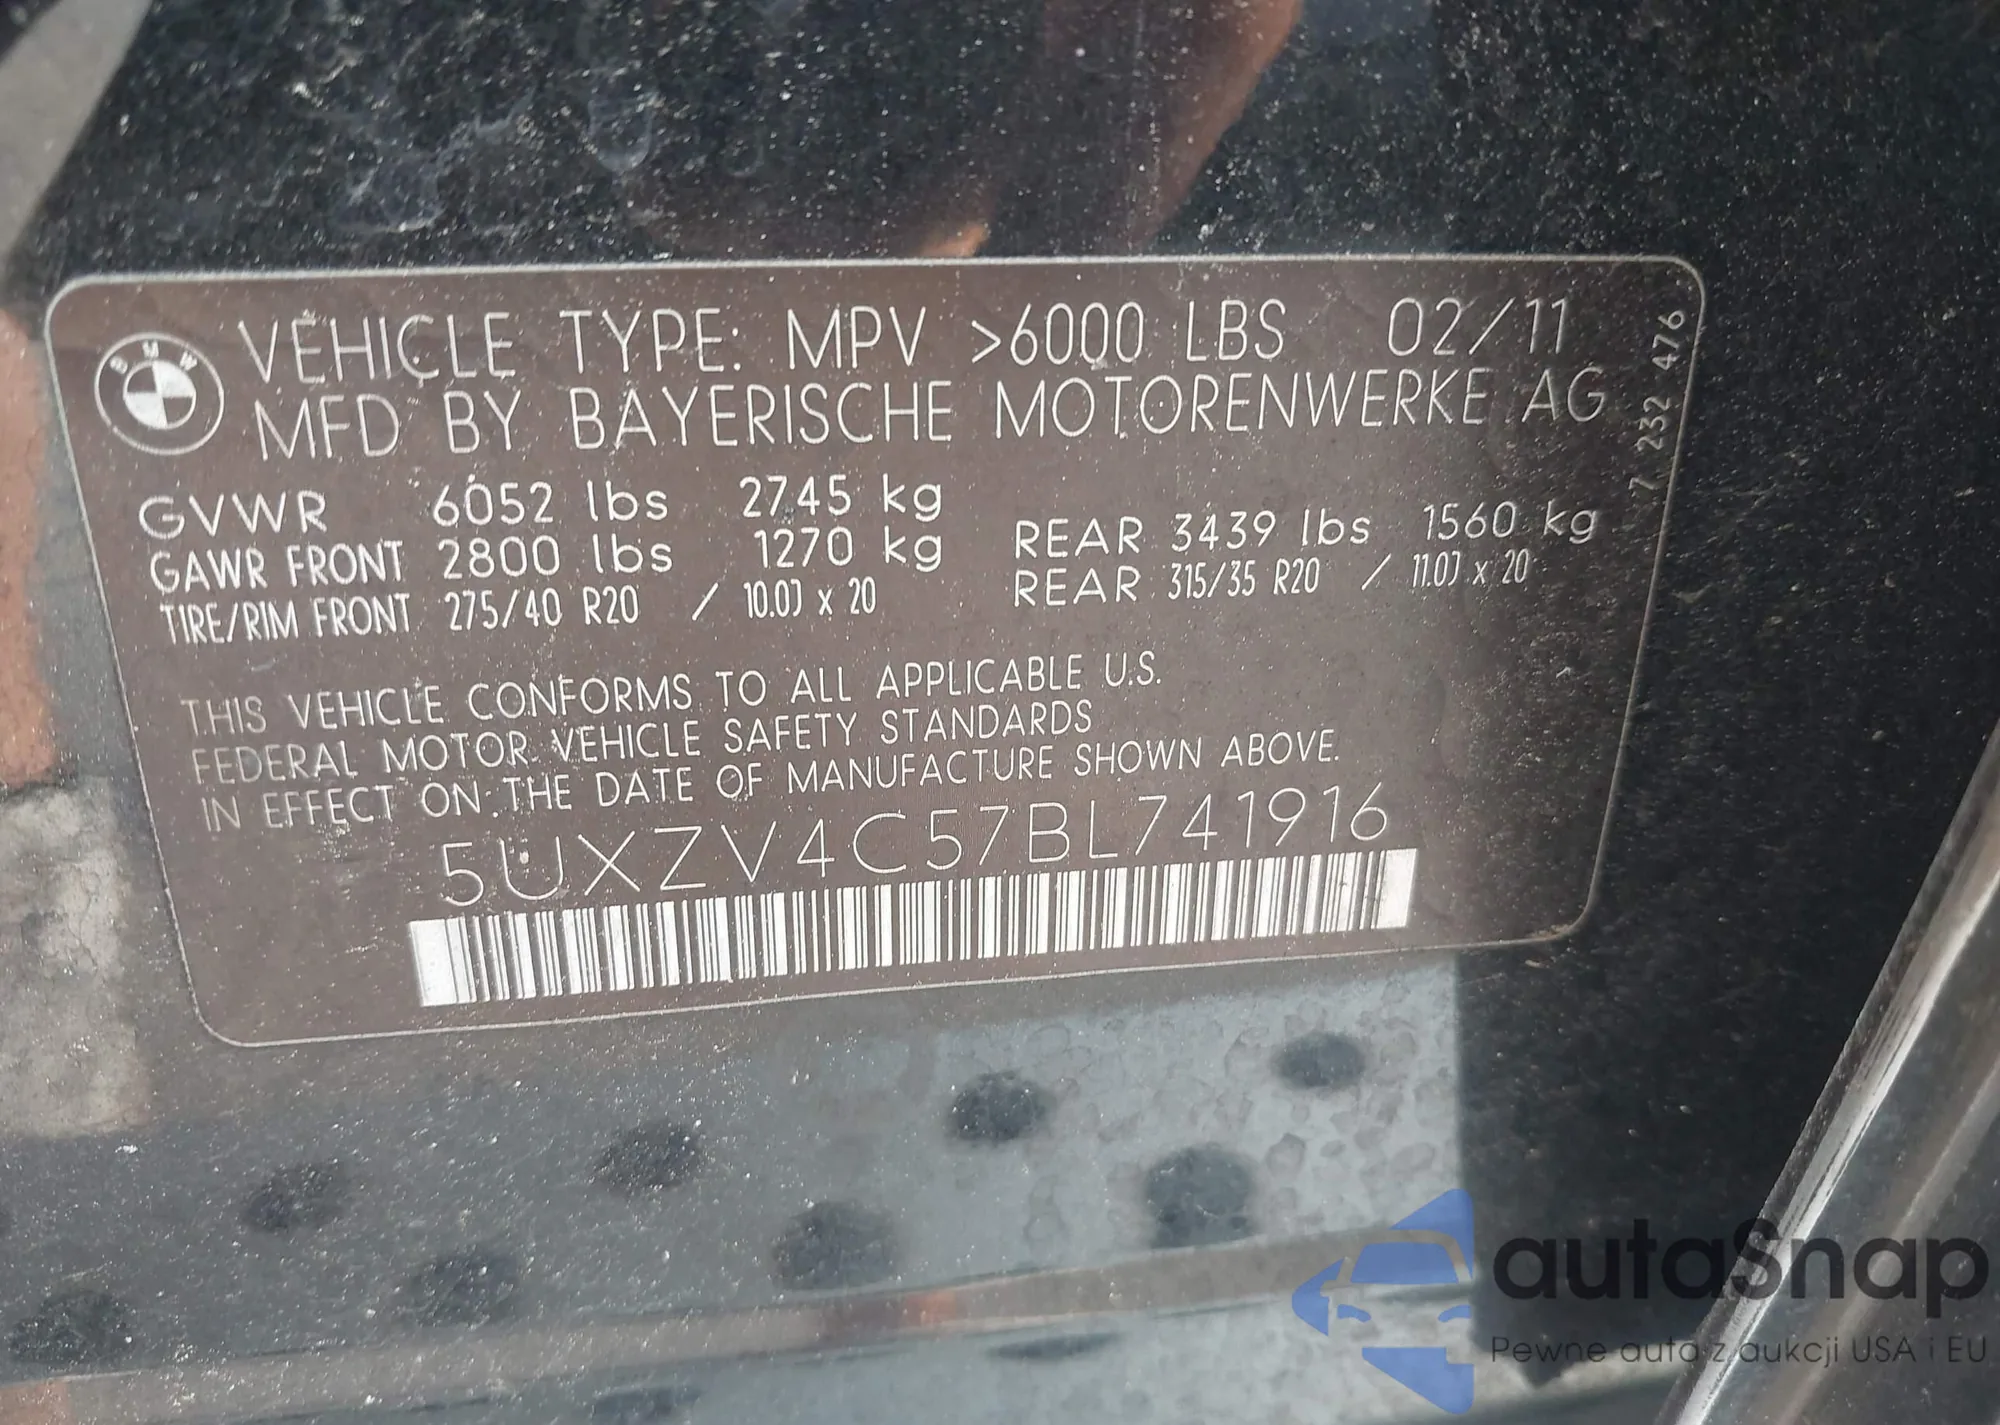 BMW
VEHICLE TYPE: MPV >6000 LBS 02/11
MFD BY BAYERISCHE MOTORENWERKE AG
7 232 476
GVWR 6052 lbs 2745 kg
GAWR FRONT 2800 lbs 1270 kg REAR 3439 lbs 1560 kg
TIRE/RIM FRONT 275/40 R20 / 10.0J x 20 REAR 315/35 R20 / 11.0J x 20
THIS VEHICLE CONFORMS TO ALL APPLICABLE U.S.
FEDERAL MOTOR VEHICLE SAFETY STANDARDS
IN EFFECT ON THE DATE OF MANUFACTURE SHOWN ABOVE.
5UXZV4C57BL741916
autaSnap
Pewne auta z aukcji USA i EU